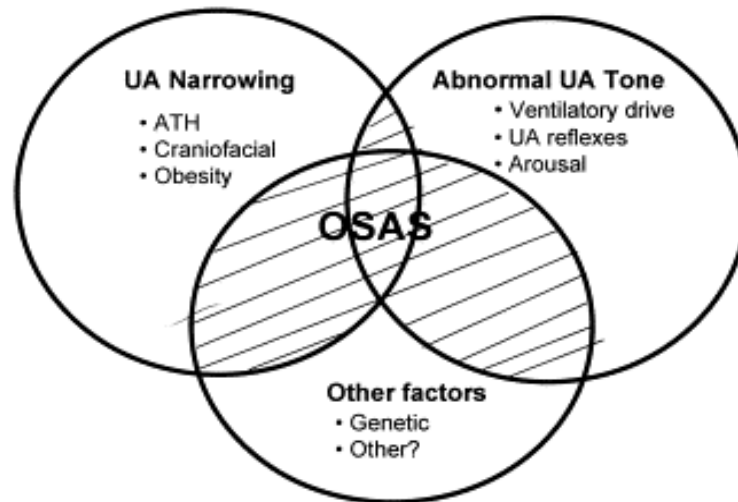 UA Narrowing
• ATH
• Craniofacial
• Obesity
Abnormal UA Tone
• Ventilatory drive
• UA reflexes
• Arousal
OSAS
Other factors
• Genetic
• Other?